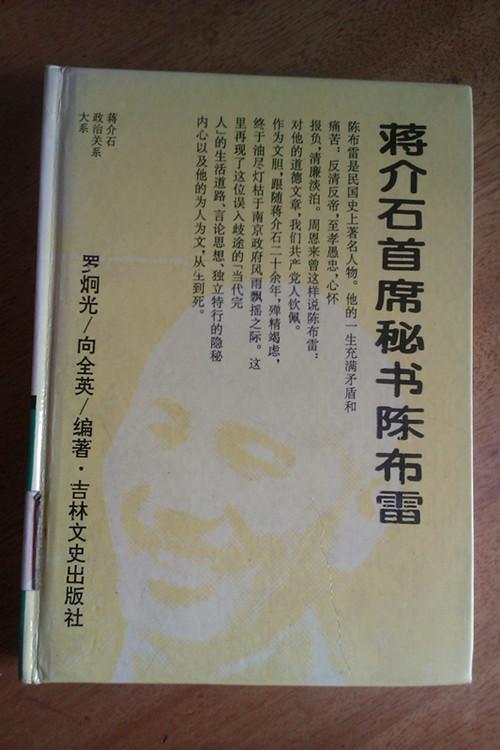 蒋介石首席秘书陈布雷
陈布雷是民国史上著名人物。他的一生充满矛盾和
痛苦：反清反帝，至孝愚忠，心怀
报负，清廉淡泊。周恩来曾这样说陈布雷：
对他的道德文章，我们共产党人钦佩。
作为文胆，跟随蒋介石二十余年，殚精竭虑，
终于油尽灯枯于南京政府风雨飘摇之际。这
里再现了这位误入歧途的「当代完
人」的生活道路、言论思想、独立特行的隐秘
内心以及他的为人为文，从生到死。
蒋介石
政治关系
大系
罗炯光/向全英/编著·吉林文史出版社